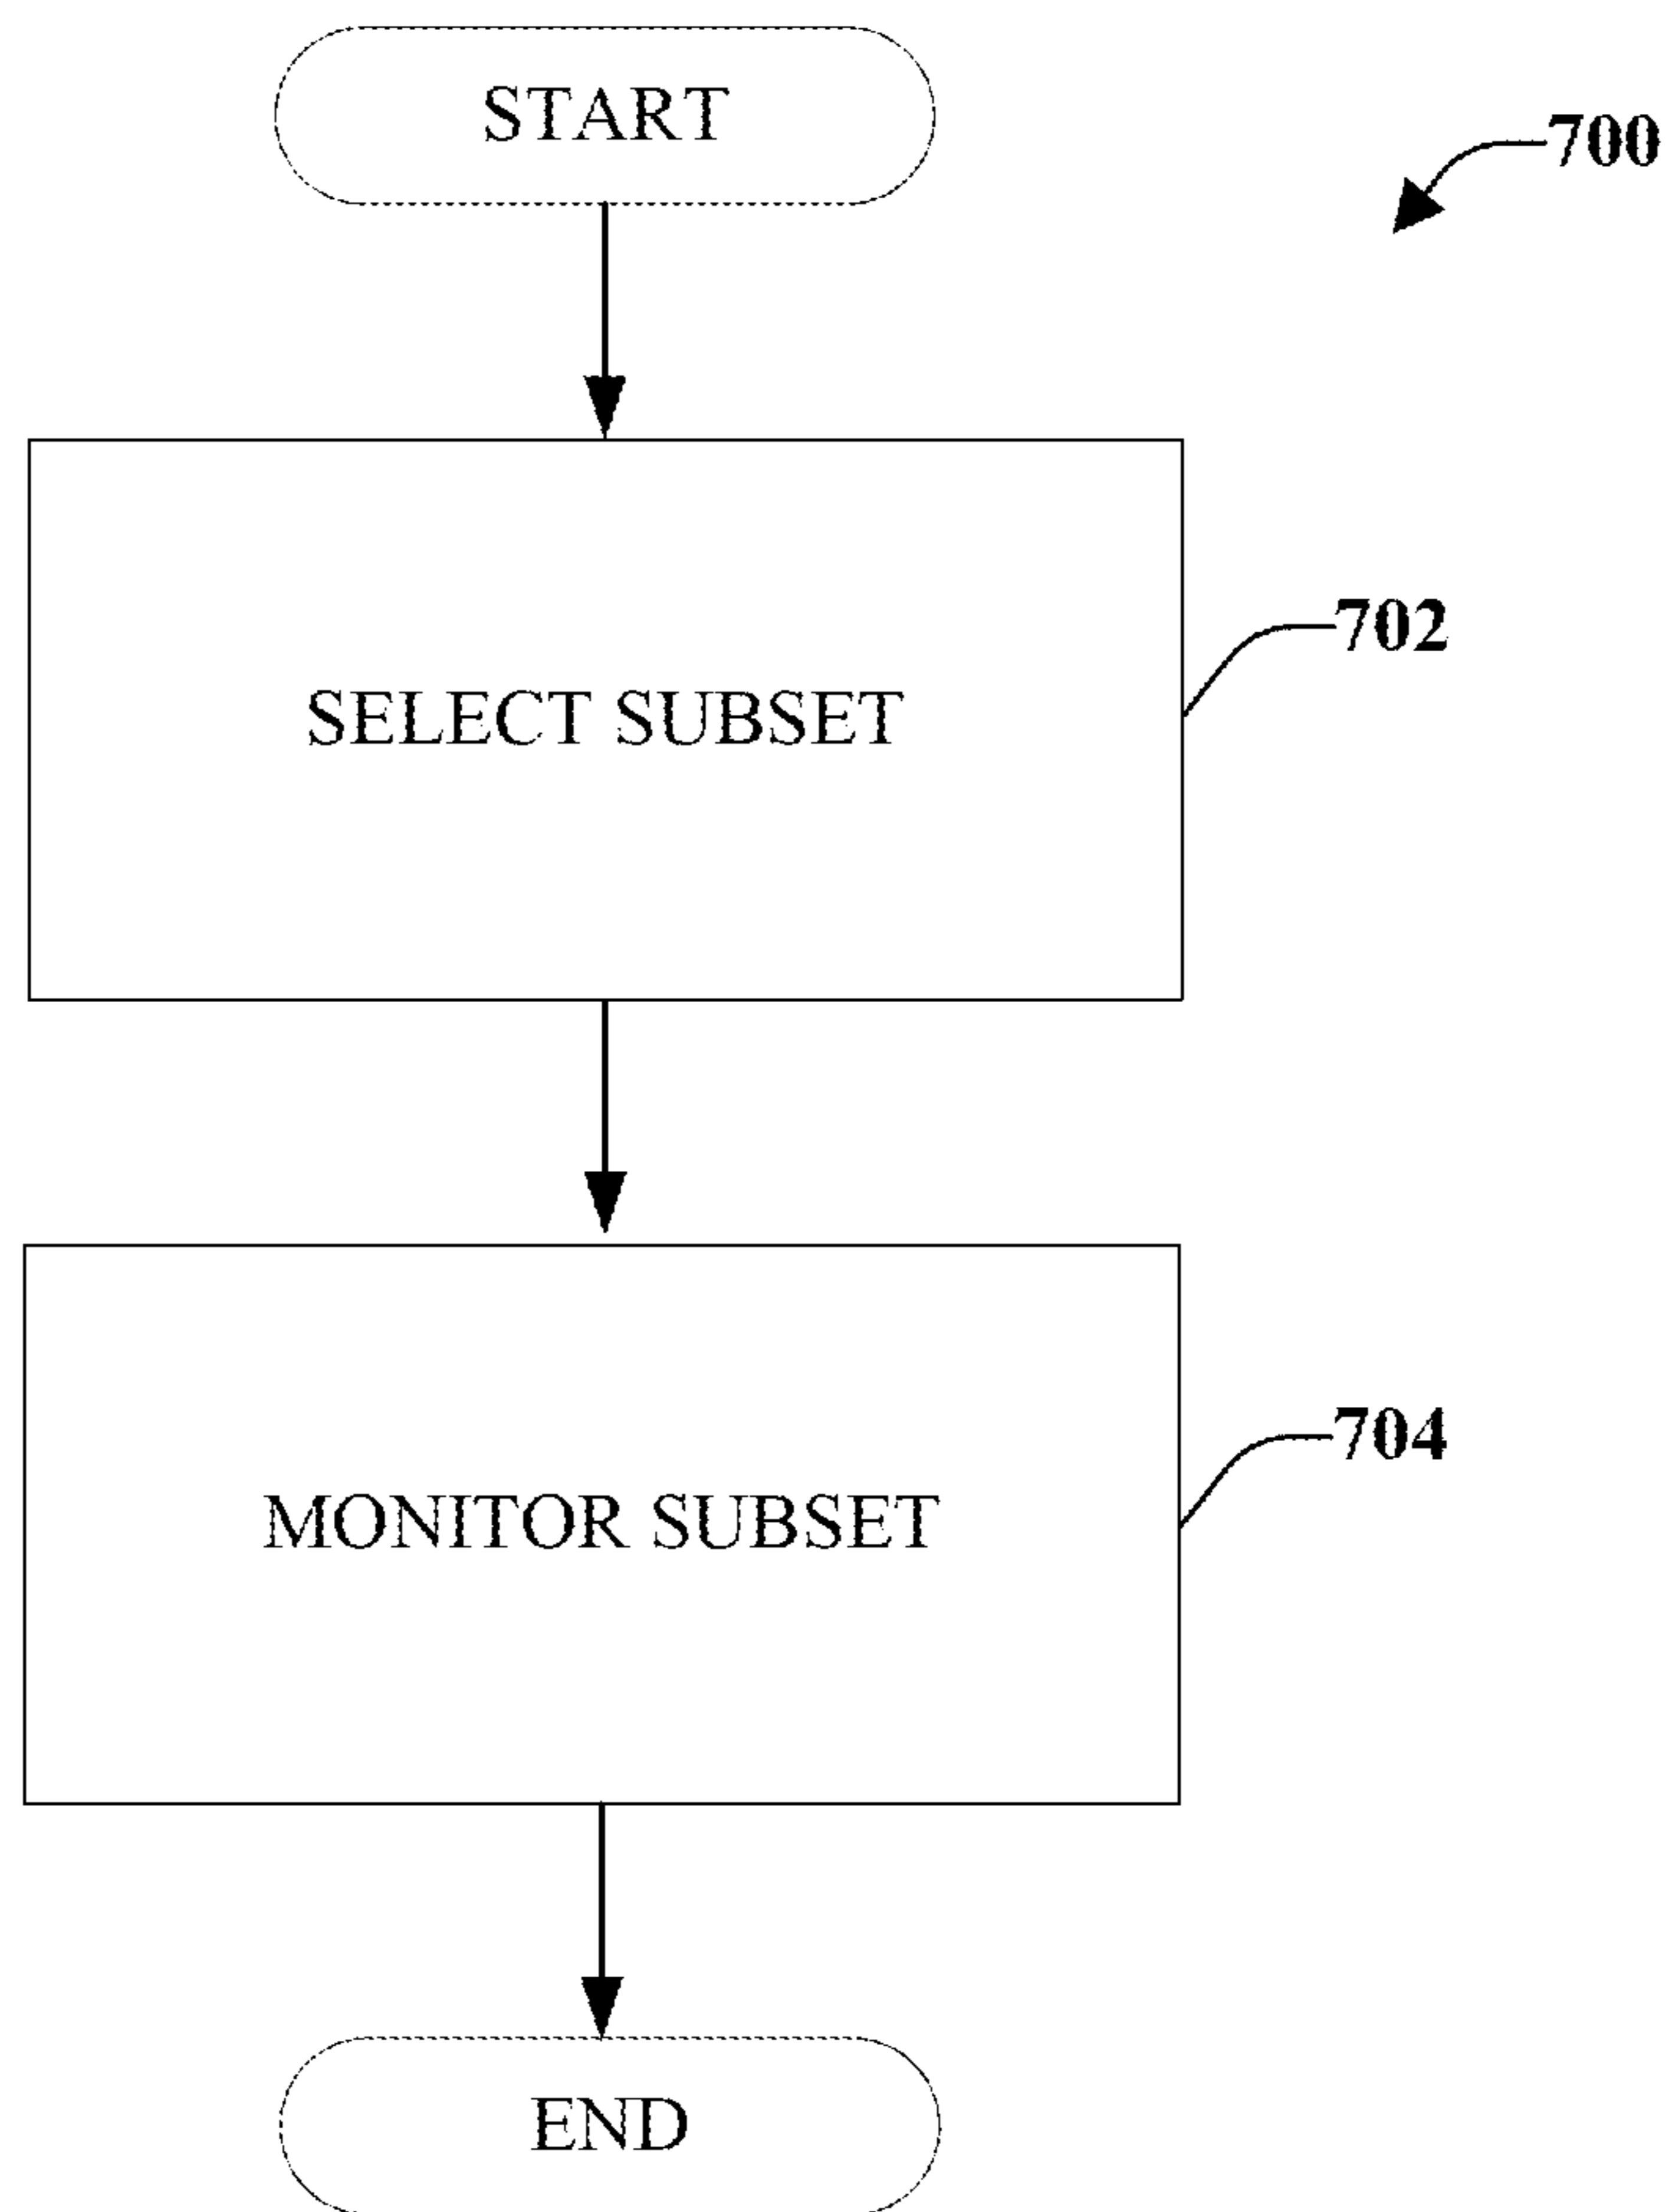 START
700
702
SELECT SUBSET
704
MONITOR SUBSET
END